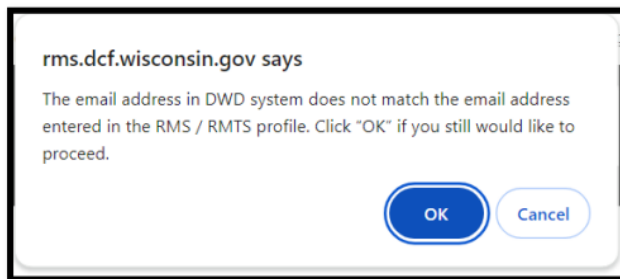 rms.dcf.wisconsin.gov says
The email address in DWD system does not match the email address
entered in the RMS / RMTS profile. Click “OK” if you still would like to
proceed.
OK Cancel